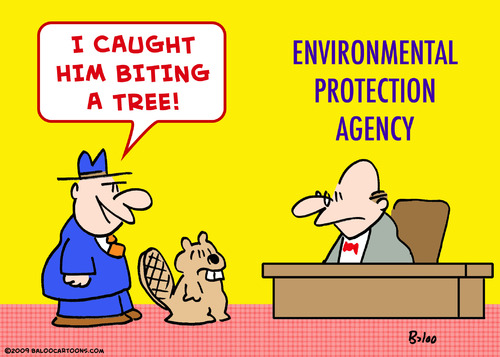 I CAUGHT
HIM BITING
A TREE!
ENVIRONMENTAL
PROTECTION
AGENCY
Baloo
©2009 BALOOCARTOONS.COM